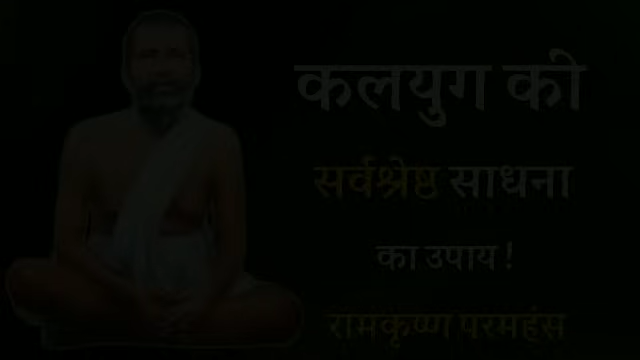 कलयुग की
सर्वश्रेष्ठ साधना
का उपाय !
रामकृष्ण परमहंस